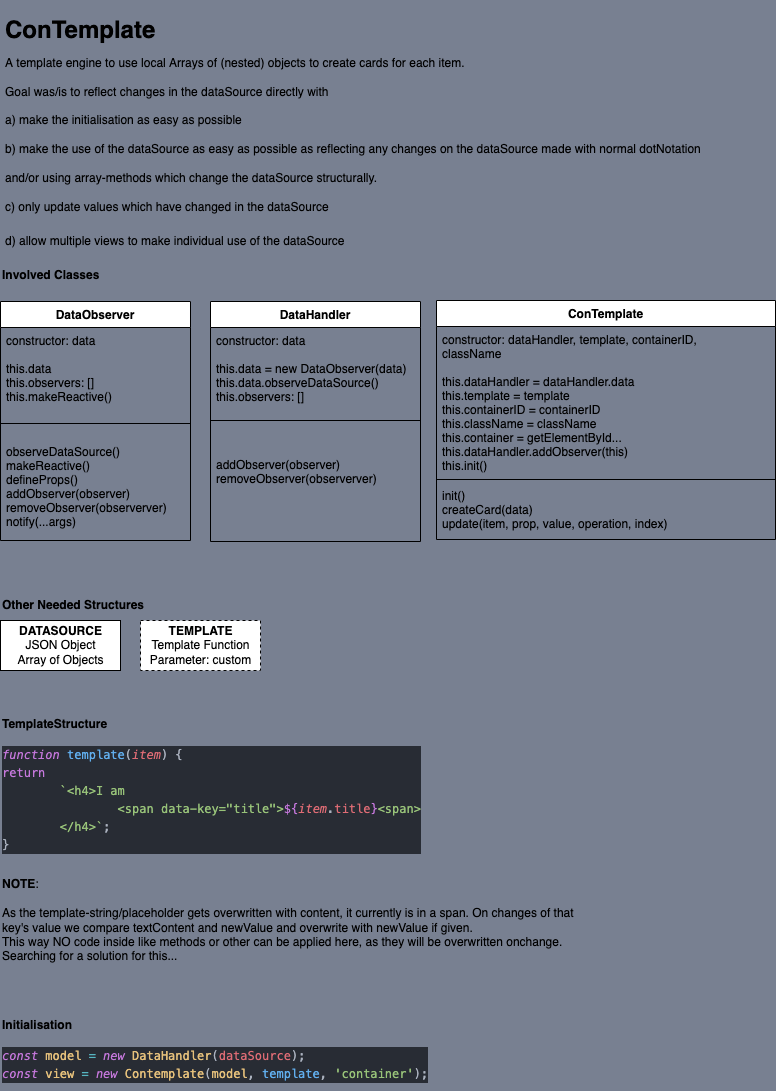 ConTemplate
A template engine to use local Arrays of (nested) objects to create cards for each item.
Goal was/is to reflect changes in the dataSource directly with
a) make the initialisation as easy as possible
b) make the use of the dataSource as easy as possible as reflecting any changes on the dataSource made with normal dotNotation
and/or using array-methods which change the dataSource structurally.
c) only update values which have changed in the dataSource
d) allow multiple views to make individual use of the dataSource
Involved Classes
DataObserver
constructor: data
this.data
this.observers: []
this.makeReactive()
observeDataSource()
makeReactive()
defineProps()
addObserver(observer)
removeObserver(observerver)
notify(...args)
DataHandler
constructor: data
this.data = new DataObserver(data)
this.data.observeDataSource()
this.observers: []
addObserver(observer)
removeObserver(observerver)
ConTemplate
constructor: dataHandler, template, containerID,
className
this.dataHandler = dataHandler.data
this.template = template
this.containerID = containerID
this.className = className
this.container = getElementById...
this.dataHandler.addObserver(this)
this.init()
init()
createCard(data)
update(item, prop, value, operation, index)
Other Needed Structures
DATASOURCE
JSON Object
Array of Objects
TEMPLATE
Template Function
Parameter: custom
TemplateStructure
function template(item) {
return
`<h4>I am
<span data-key="title">${item.title}<span>
</h4>`;
}
NOTE:
As the template-string/placeholder gets overwritten with content, it currently is in a span. On changes of that
key's value we compare textContent and newValue and overwrite with newValue if given.
This way NO code inside like methods or other can be applied here, as they will be overwritten onchange.
Searching for a solution for this...
Initialisation
const model = new DataHandler(dataSource);
const view = new Contemplate(model, template, 'container');